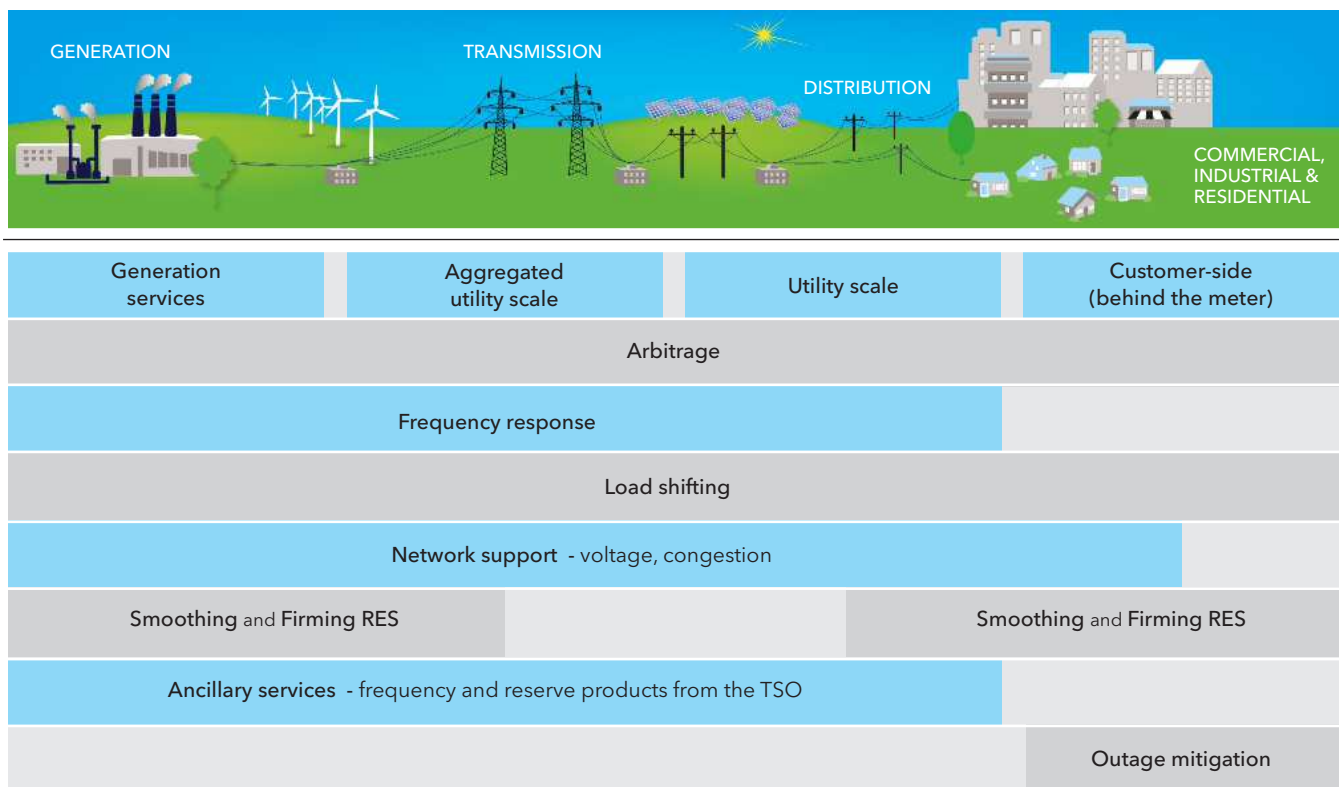 GENERATION
TRANSMISSION
DISTRIBUTION
COMMERCIAL,
INDUSTRIAL &
RESIDENTIAL
Generation
services
Aggregated
utility scale
Utility scale
Customer-side
(behind the meter)
Arbitrage
Frequency response
Load shifting
Network support - voltage, congestion
Smoothing and Firming RES
Smoothing and Firming RES
Ancillary services - frequency and reserve products from the TSO
Outage mitigation